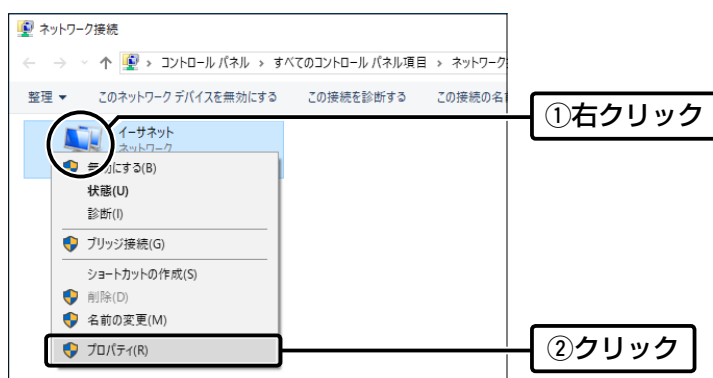 ネットワーク接続
コントロール パネル › すべてのコントロール パネル項目 › ネットワーク
整理 ▼ このネットワーク デバイスを無効にする この接続を診断する この接続の名
①右クリック
イーサネット
ネットワーク
無効にする(B)
状態(U)
診断(I)
ブリッジ接続(G)
ショートカットの作成(S)
削除(D)
名前の変更(M)
プロパティ(R)
②クリック